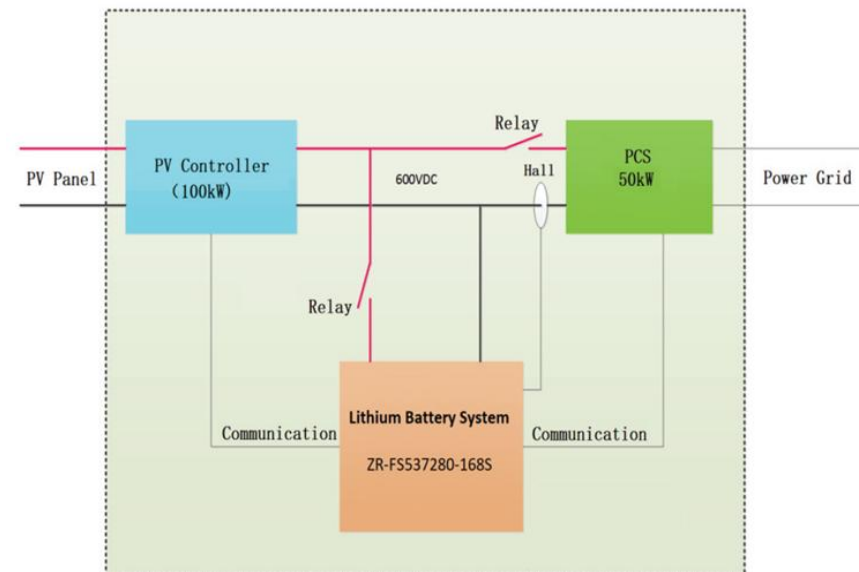 Relay
PV Controller
(100kW)
PCS
50kW
Hall
PV Panel
600VDC
Power Grid
Relay
Lithium Battery System
Communication
Communication
ZR-FS537280-168S